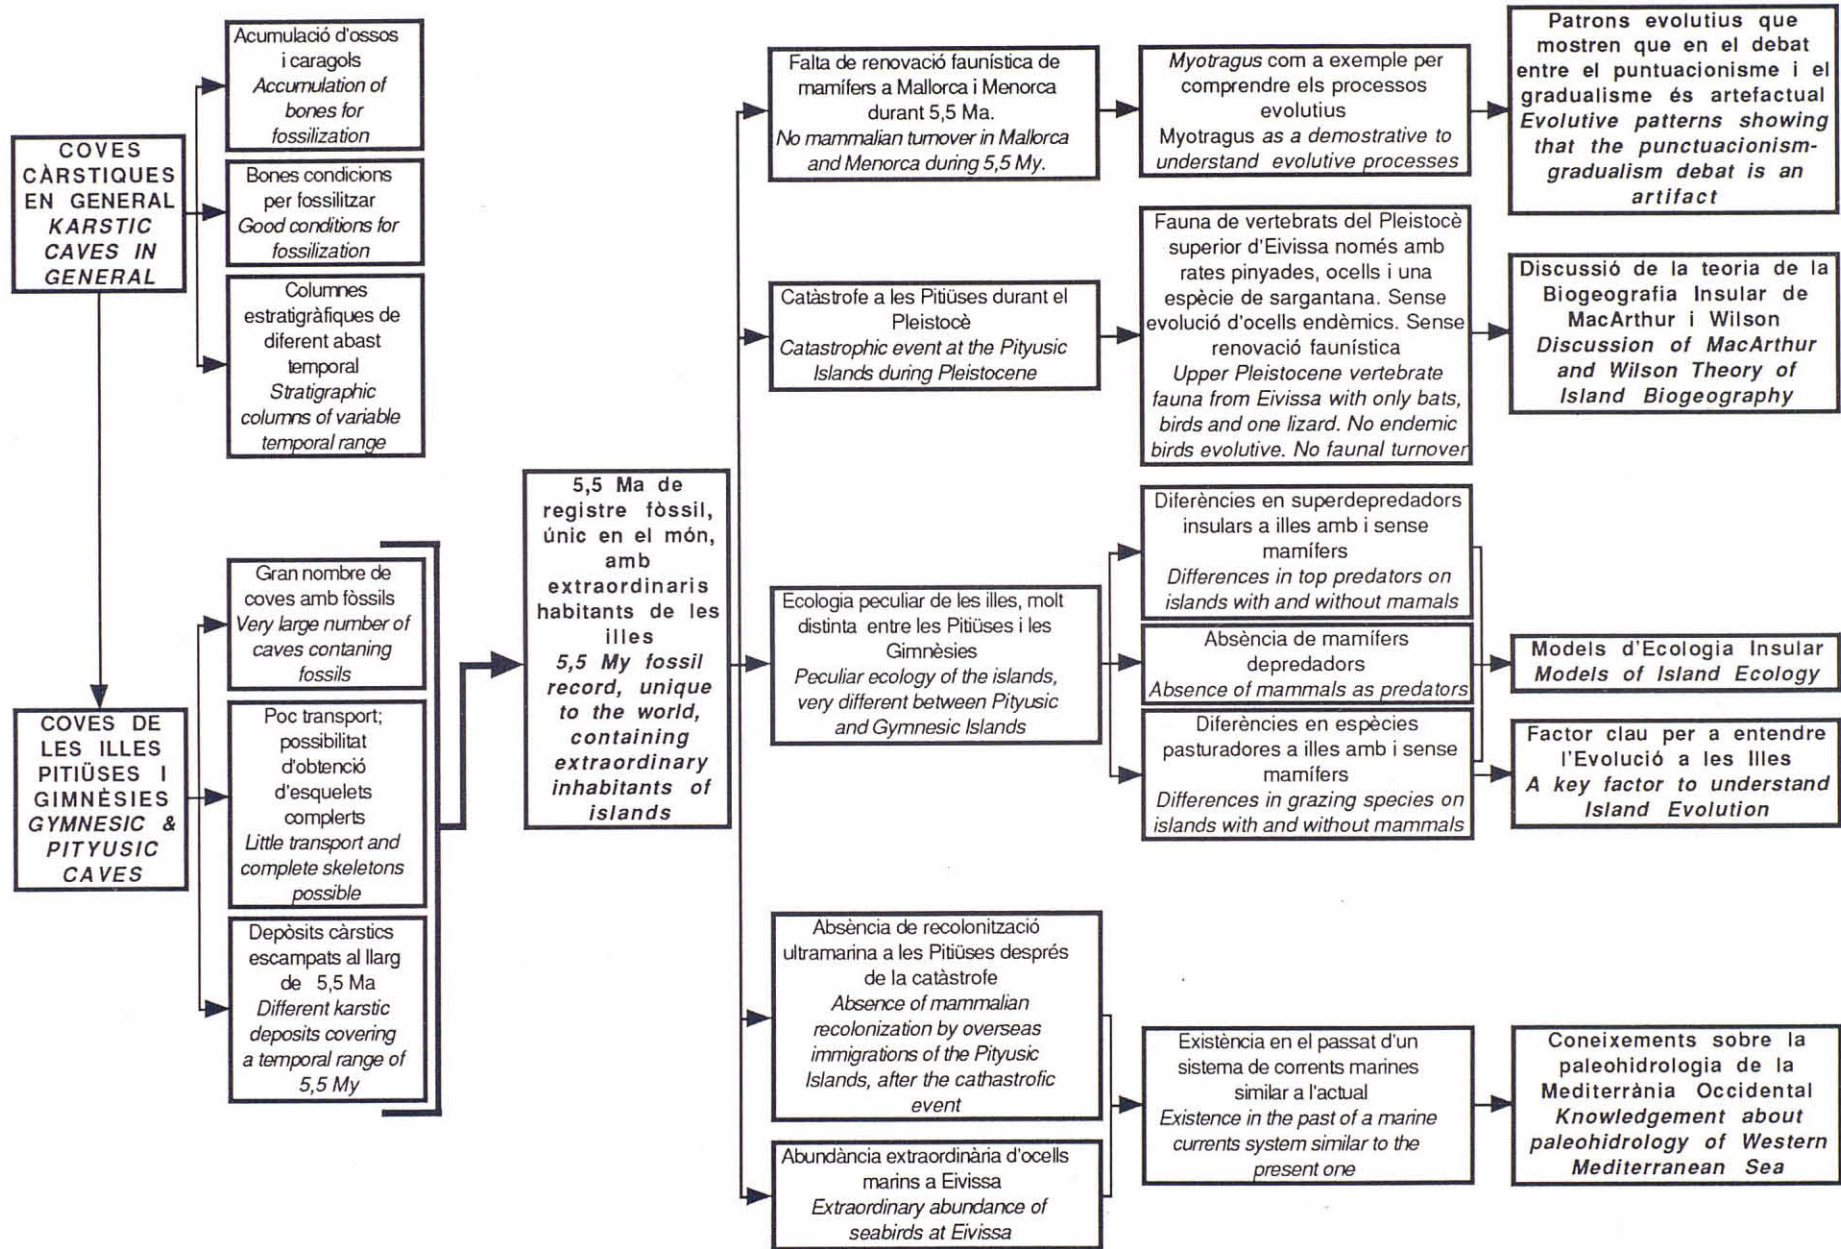 COVES
CÀRSTIQUES
EN GENERAL
KARSTIC
CAVES IN
GENERAL
Acumulació d'ossos
i caragols
Accumulation of
bones for
fossilization
Bones condicions
per fossilitzar
Good conditions for
fossilization
Columnes
estratigràfiques de
diferent abast
temporal
Stratigraphic
columns of variable
temporal range
COVES DE
LES ILLES
PITIÜSES I
GIMNÈSIES
GYMNESIC &
PITYUSIC
CAVES
Gran nombre de
coves amb fòssils
Very large number of
caves contaning
fossils
Poc transport;
possibilitat
d'obtenció
d'esquelets
complerts
Little transport and
complete skeletons
possible
Depòsits càrstics
escampats al llarg
de 5,5 Ma
Different karstic
deposits covering
a temporal range of
5,5 My
5,5 Ma de
registre fòssil,
únic en el món,
amb
extraordinaris
habitants de les
illes
5,5 My fossil
record, unique
to the world,
containing
extraordinary
inhabitants of
islands
Falta de renovació faunística de
mamífers a Mallorca i Menorca
durant 5,5 Ma.
No mammalian turnover in Mallorca
and Menorca during 5,5 My.
Myotragus com a exemple per
comprendre els processos
evolutius
Myotragus as a demostrative to
understand evolutive processes
Patrons evolutius que
mostren que en el debat
entre el puntuacionisme i el
gradualisme és artefactual
Evolutive patterns showing
that the punctuacionism-
gradualism debat is an
artifact
Catàstrofe a les Pitiüses durant el
Pleistocè
Catastrophic event at the Pityusic
Islands during Pleistocene
Fauna de vertebrats del Pleistocè
superior d'Eivissa només amb
rates pinyades, ocells i una
espècie de sargantana. Sense
evolució d'ocells endèmics. Sense
renovació faunística
Upper Pleistocene vertebrate
fauna from Eivissa with only bats,
birds and one lizard. No endemic
birds evolutive. No faunal turnover
Discussió de la teoria de la
Biogeografia Insular de
MacArthur i Wilson
Discussion of MacArthur
and Wilson Theory of
Island Biogeography
Ecologia peculiar de les illes, molt
distinta entre les Pitiüses i les
Gimnèsies
Peculiar ecology of the islands,
very different between Pityusic
and Gymnesic Islands
Diferències en superdepredadors
insulars a illes amb i sense
mamífers
Differences in top predators on
islands with and without mamals
Absència de mamífers
depredadors
Absence of mammals as predators
Diferències en espècies
pasturadores a illes amb i sense
mamífers
Differences in grazing species on
islands with and without mammals
Models d'Ecologia Insular
Models of Island Ecology
Factor clau per a entendre
l'Evolució a les Illes
A key factor to understand
Island Evolution
Absència de recolonització
ultramarina a les Pitiüses després
de la catàstrofe
Absence of mammalian
recolonization by overseas
immigrations of the Pityusic
Islands, after the cathastrofic
event
Abundància extraordinària d'ocells
marins a Eivissa
Extraordinary abundance of
seabirds at Eivissa
Existència en el passat d'un
sistema de corrents marines
similar a l'actual
Existence in the past of a marine
currents system similar to the
present one
Coneixements sobre la
paleohidrologia de la
Mediterrània Occidental
Knowledgement about
paleohidrology of Western
Mediterranean Sea